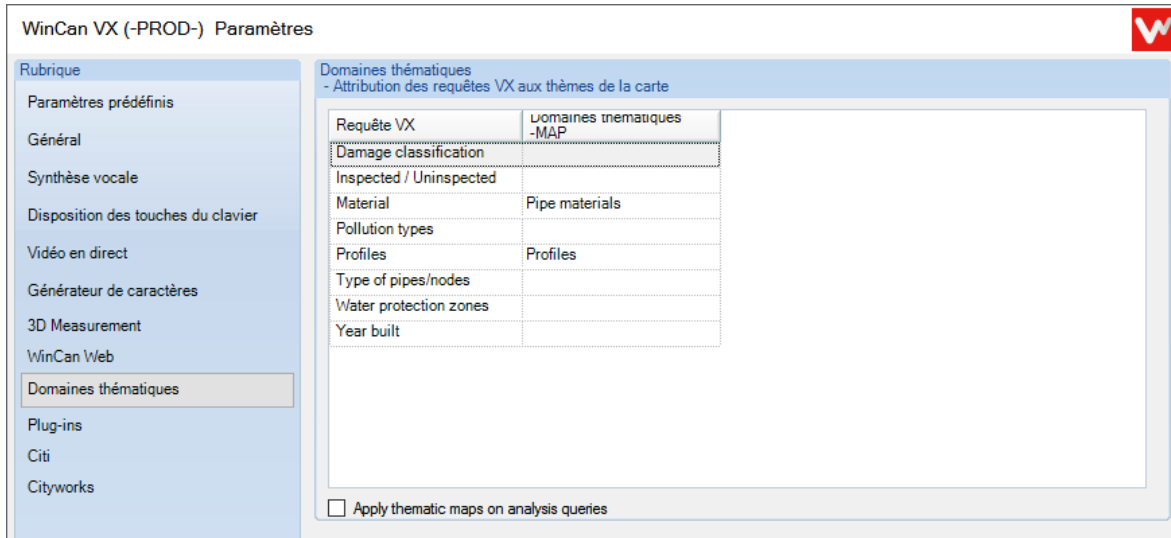 WinCan VX (-PROD-) Paramètres
Rubrique
Paramètres prédéfinis
Général
Synthèse vocale
Disposition des touches du clavier
Vidéo en direct
Générateur de caractères
3D Measurement
WinCan Web
Domaines thématiques
Plug-ins
Citi
Cityworks
Domaines thématiques
- Attribution des requêtes VX aux thèmes de la carte
Requête VX
Domaines thématiques
-MAP
Damage classification
Inspected / Uninspected
Material Pipe materials
Pollution types
Profiles Profiles
Type of pipes/nodes
Water protection zones
Year built
Apply thematic maps on analysis queries